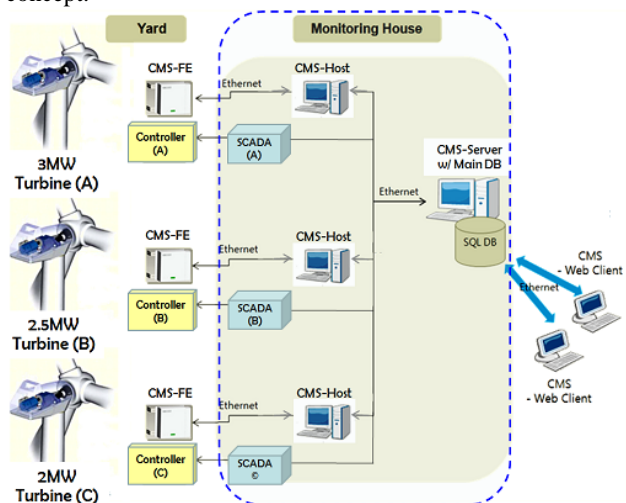 concept.
Yard
Monitoring House
CMS-FE
Ethernet
CMS-Host
Controller
(A)
SCADA
(A)
3MW
Turbine (A)
CMS-Server
w/ Main DB
Ethernet
SQL DB
CMS-FE
Ethernet
CMS-Host
Controller
(B)
SCADA
(B)
2.5MW
Turbine (B)
CMS
- Web Client
Ethernet
CMS
- Web Client
CMS-FE
Ethernet
CMS-Host
Controller
(C)
SCADA
©
2MW
Turbine (C)